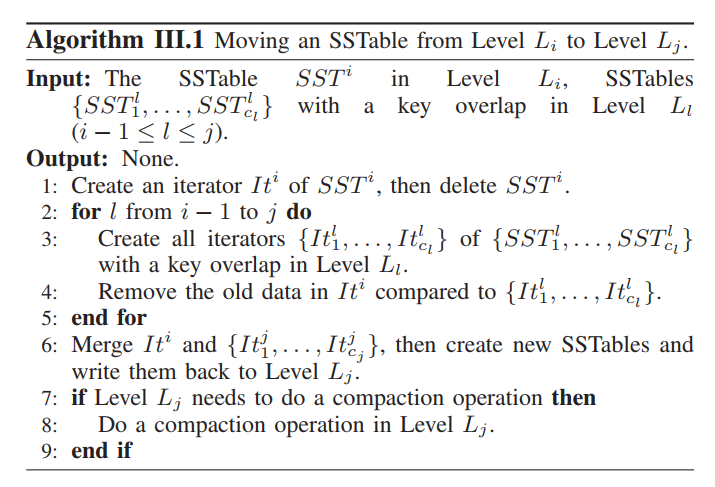 Algorithm III.1 Moving an SSTable from Level $L_i$ to Level $L_j$.
Input: The SSTable $SST^i$ in Level $L_i$, SSTables
$\{SST_1^l, \ldots, SST_{c_l}^l\}$ with a key overlap in Level $L_l$
$(i - 1 \leq l \leq j)$.
Output: None.
1: Create an iterator $It^i$ of $SST^i$, then delete $SST^i$.
2: for $l$ from $i - 1$ to $j$ do
3: Create all iterators $\{It_1^l, \ldots, It_{c_l}^l\}$ of $\{SST_1^l, \ldots, SST_{c_l}^l\}$
with a key overlap in Level $L_l$.
4: Remove the old data in $It^i$ compared to $\{It_1^l, \ldots, It_{c_l}^l\}$.
5: end for
6: Merge $It^i$ and $\{It_1^j, \ldots, It_{c_j}^j\}$, then create new SSTables and
write them back to Level $L_j$.
7: if Level $L_j$ needs to do a compaction operation then
8: Do a compaction operation in Level $L_j$.
9: end if